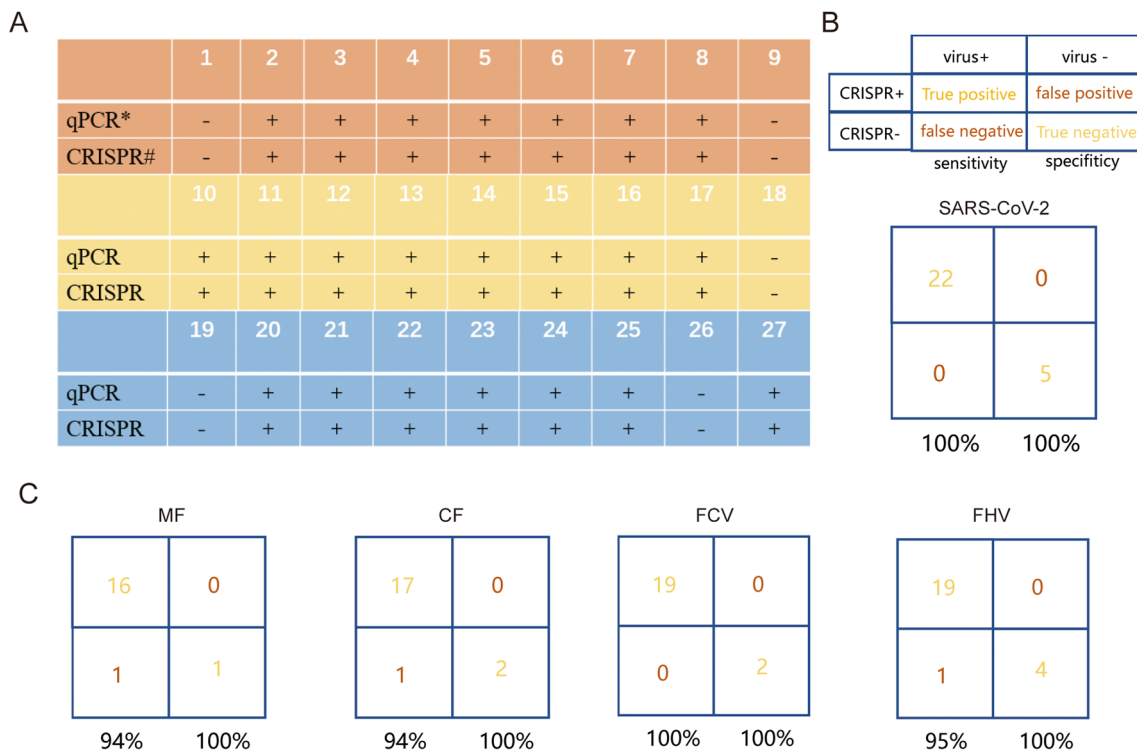 A
1 2 3 4 5 6 7 8 9
qPCR* - + + + + + + + -
CRISPR# - + + + + + + + -
10 11 12 13 14 15 16 17 18
qPCR + + + + + + + + -
CRISPR + + + + + + + + -
19 20 21 22 23 24 25 26 27
qPCR - + + + + + + - +
CRISPR - + + + + + + - +
B
virus+ virus -
CRISPR+ True positive false positive
CRISPR- false negative True negative
sensitivity specifiticy
SARS-CoV-2
22 0
0 5
100% 100%
C
MF
16 0
1 1
94% 100%
CF
17 0
1 2
94% 100%
FCV
19 0
0 2
100% 100%
FHV
19 0
1 4
95% 100%